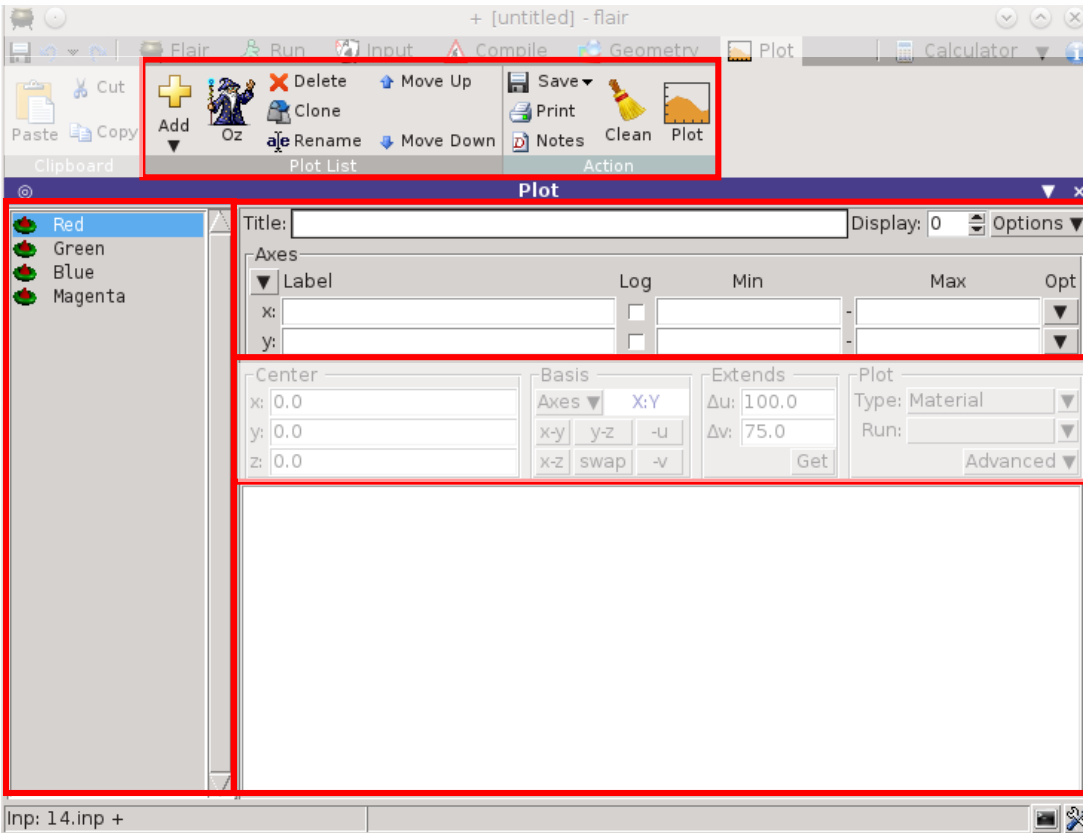 + [untitled] - flair
Flair Run Input Compile Geometry Plot Calculator
Paste Cut Copy
Clipboard
Add Oz Delete Clone Rename Move Up Move Down
Plot List
Save Print Notes Clean Plot
Action
Plot
Red
Green
Blue
Magenta
Title: Display: 0 Options
Axes
Label Log Min Max Opt
x: -
y: -
Center Basis Extends Plot
x: 0.0 Axes X:Y Δu: 100.0 Type: Material
y: 0.0 x-y y-z -u Δv: 75.0 Run:
z: 0.0 x-z swap -v Get Advanced
Inp: 14.inp +